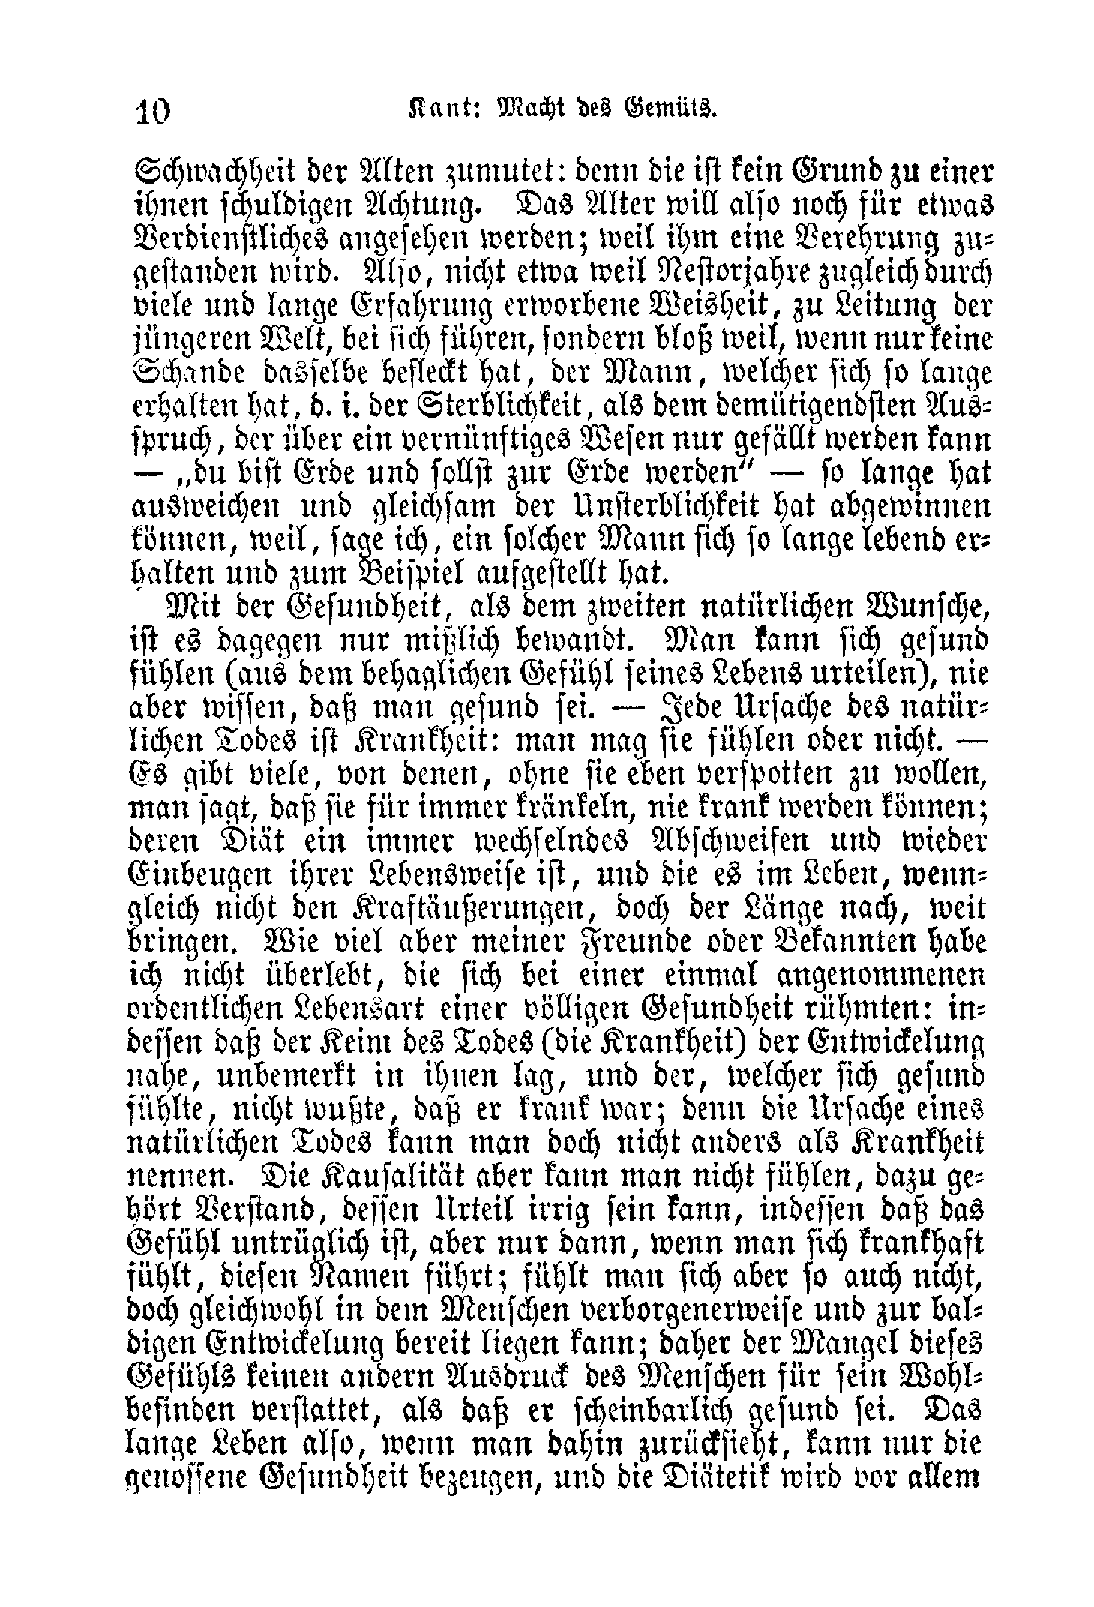 10 Kant: Macht des Gemüts.
Schwachheit der Alten zumutet: denn die ist kein Grund zu einer
ihnen schuldigen Achtung. Das Alter will also noch für etwas
Verdienstliches angesehen werden; weil ihm eine Verehrung zu-
gestanden wird. Also, nicht etwa weil Nestorjahre zugleich durch
viele und lange Erfahrung erworbene Weisheit, zu Leitung der
jüngeren Welt, bei sich führen, sondern bloß weil, wenn nur keine
Schande dasselbe befleckt hat, der Mann, welcher sich so lange
erhalten hat, d. i. der Sterblichkeit, als dem demütigendsten Aus-
spruch, der über ein vernünftiges Wesen nur gefällt werden kann
— „du bist Erde und sollst zur Erde werden“ — so lange hat
ausweichen und gleichsam der Unsterblichkeit hat abgewinnen
können, weil, sage ich, ein solcher Mann sich so lange lebend er-
halten und zum Beispiel aufgestellt hat.
Mit der Gesundheit, als dem zweiten natürlichen Wunsche,
ist es dagegen nur mißlich bewandt. Man kann sich gesund
fühlen (aus dem behaglichen Gefühl seines Lebens urteilen), nie
aber wissen, daß man gesund sei. — Jede Ursache des natür-
lichen Todes ist Krankheit: man mag sie fühlen oder nicht. —
Es gibt viele, von denen, ohne sie eben verspotten zu wollen,
man sagt, daß sie für immer kränkeln, nie krank werden können;
deren Diät ein immer wechselndes Abschweifen und wieder
Einbeugen ihrer Lebensweise ist, und die es im Leben, wenn-
gleich nicht den Kraftäußerungen, doch der Länge nach, weit
bringen. Wie viel aber meiner Freunde oder Bekannten habe
ich nicht überlebt, die sich bei einer einmal angenommenen
ordentlichen Lebensart einer völligen Gesundheit rühmten: in-
dessen daß der Keim des Todes (die Krankheit) der Entwickelung
nahe, unbemerkt in ihnen lag, und der, welcher sich gesund
fühlte, nicht wußte, daß er krank war; denn die Ursache eines
natürlichen Todes kann man doch nicht anders als Krankheit
nennen. Die Kausalität aber kann man nicht fühlen, dazu ge-
hört Verstand, dessen Urteil irrig sein kann, indessen daß das
Gefühl untrüglich ist, aber nur dann, wenn man sich krankhaft
fühlt, diesen Namen führt; fühlt man sich aber so auch nicht,
doch gleichwohl in dem Menschen verborgenerweise und zur bal-
digen Entwickelung bereit liegen kann; daher der Mangel dieses
Gefühls keinen andern Ausdruck des Menschen für sein Wohl-
befinden verstattet, als daß er scheinbarlich gesund sei. Das
lange Leben also, wenn man dahin zurücksieht, kann nur die
genossene Gesundheit bezeugen, und die Diätetik wird vor allem